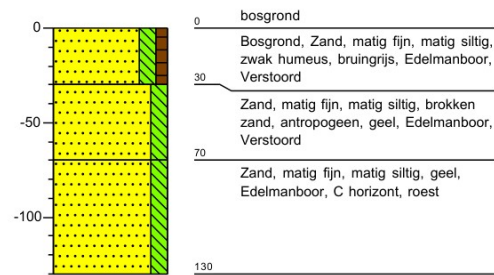 0
-50
-100
0
bosgrond
Bosgrond, Zand, matig fijn, matig siltig,
zwak humeus, bruingrijs, Edelmanboor,
Verstoord
30
Zand, matig fijn, matig siltig, brokken
zand, antropogeen, geel, Edelmanboor,
Verstoord
70
Zand, matig fijn, matig siltig, geel,
Edelmanboor, C horizont, roest
130